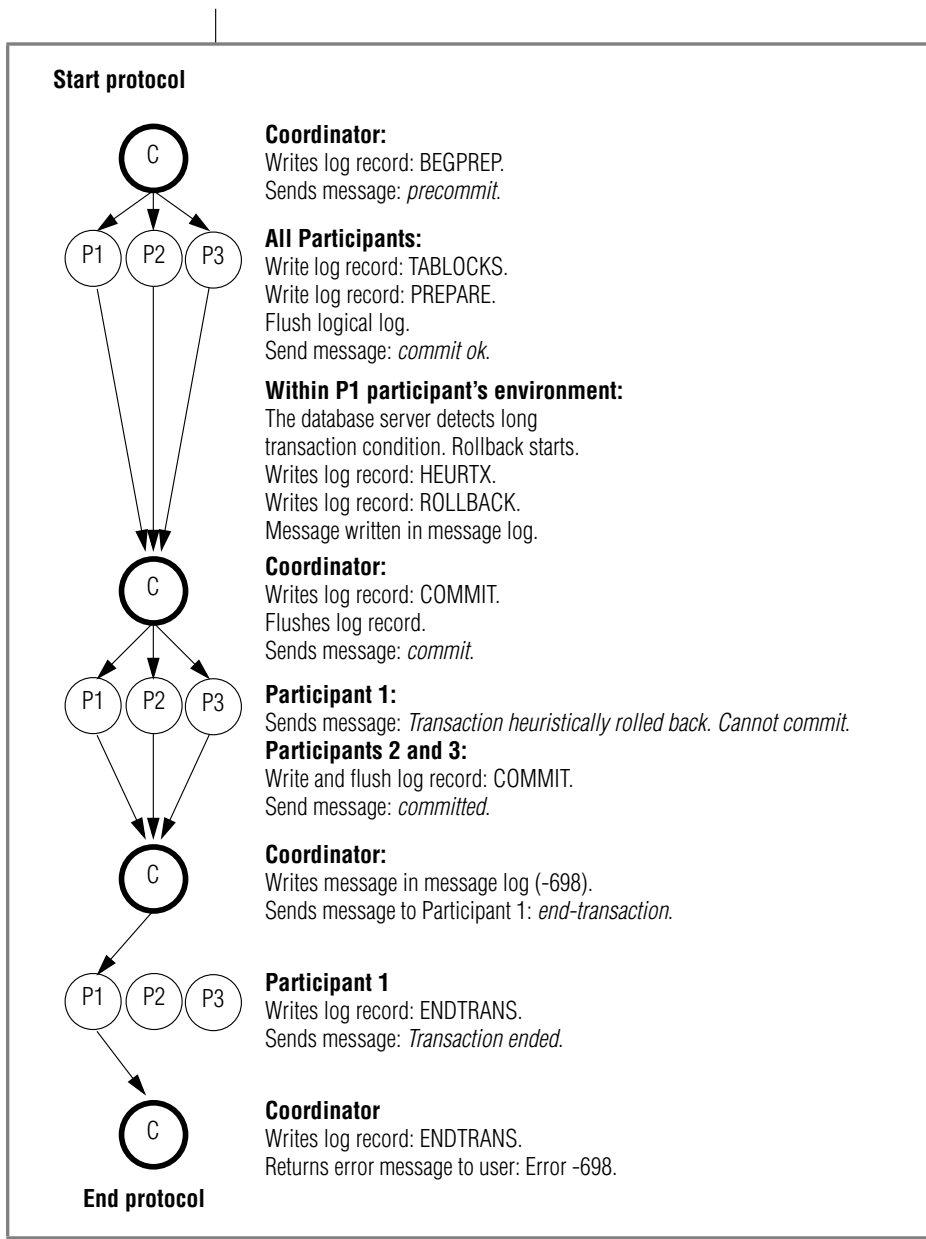 Start protocol
C
Coordinator:
Writes log record: BEGPREP.
Sends message: precommit.
P1 P2 P3
All Participants:
Write log record: TABLOCKS.
Write log record: PREPARE.
Flush logical log.
Send message: commit ok.
Within P1 participant's environment:
The database server detects long
transaction condition. Rollback starts.
Writes log record: HEURTX.
Writes log record: ROLLBACK.
Message written in message log.
C
Coordinator:
Writes log record: COMMIT.
Flushes log record.
Sends message: commit.
P1 P2 P3
Participant 1:
Sends message: Transaction heuristically rolled back. Cannot commit.
Participants 2 and 3:
Write and flush log record: COMMIT.
Send message: committed.
C
Coordinator:
Writes message in message log (-698).
Sends message to Participant 1: end-transaction.
P1 P2 P3
Participant 1
Writes log record: ENDTRANS.
Sends message: Transaction ended.
C
Coordinator
Writes log record: ENDTRANS.
Returns error message to user: Error -698.
End protocol